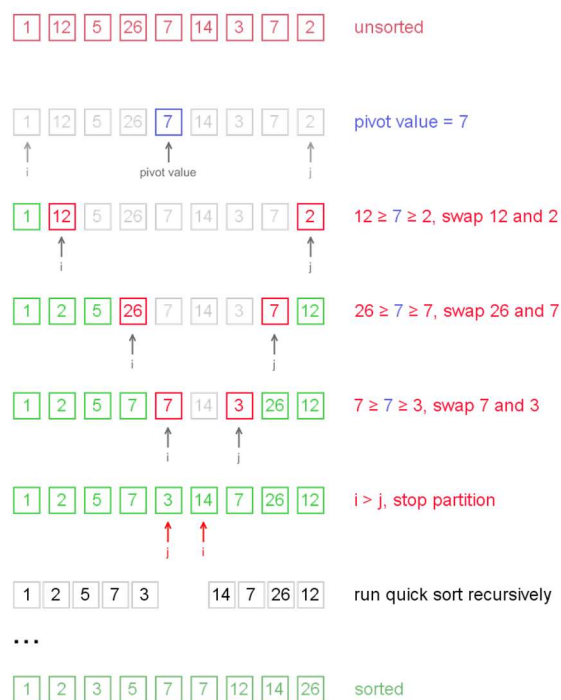 1 12 5 26 7 14 3 7 2 unsorted
1 12 5 26 7 14 3 7 2 pivot value = 7
i pivot value j
1 12 5 26 7 14 3 7 2 12 ≥ 7 ≥ 2, swap 12 and 2
i j
1 2 5 26 7 14 3 7 12 26 ≥ 7 ≥ 7, swap 26 and 7
i j
1 2 5 7 7 14 3 26 12 7 ≥ 7 ≥ 3, swap 7 and 3
i j
1 2 5 7 3 14 7 26 12 i > j, stop partition
j i
1 2 5 7 3 14 7 26 12 run quick sort recursively
...
1 2 3 5 7 7 12 14 26 sorted